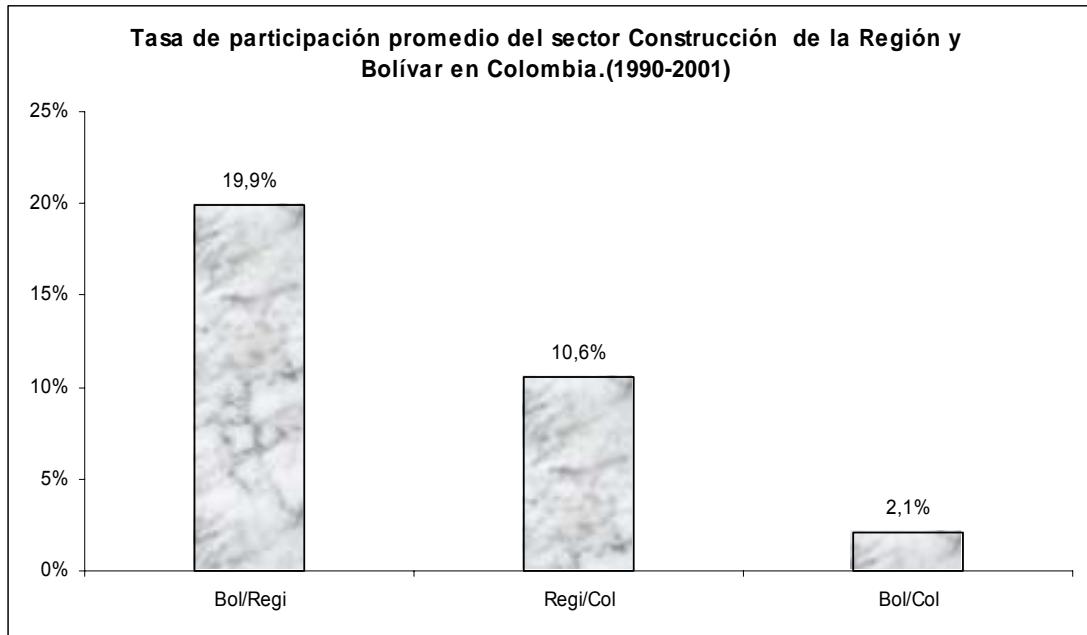 Tasa de participación promedio del sector Construcción de la Región y
Bolívar en Colombia.(1990-2001)
25%
20%
15%
10%
5%
0%
19,9%
10,6%
2,1%
Bol/Regi
Regi/Col
Bol/Col